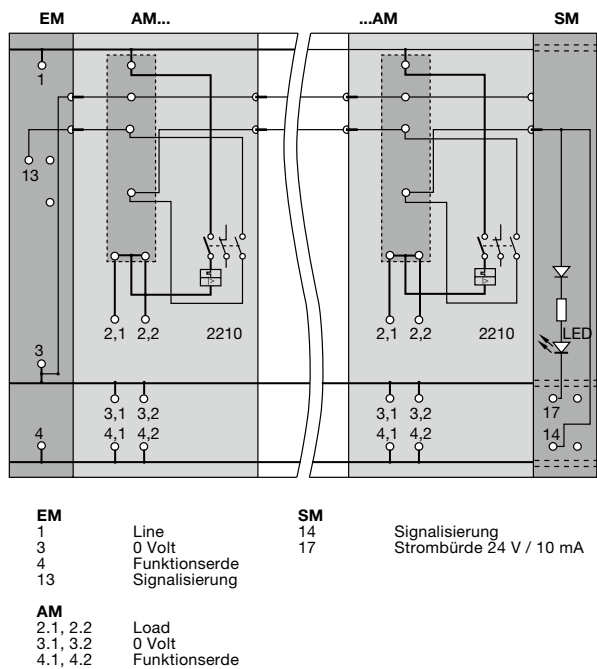 EM AM... ...AM SM
1
13
2,1 2,2 2210 2,1 2,2 2210 LED
3
3,1 3,2 3,1 3,2 17
4 4,1 4,2 4,1 4,2 14
EM
1 Line
3 0 Volt
4 Funktionserde
13 Signalisierung
SM
14 Signalisierung
17 Strombürde 24 V / 10 mA
AM
2.1, 2.2 Load
3.1, 3.2 0 Volt
4.1, 4.2 Funktionserde